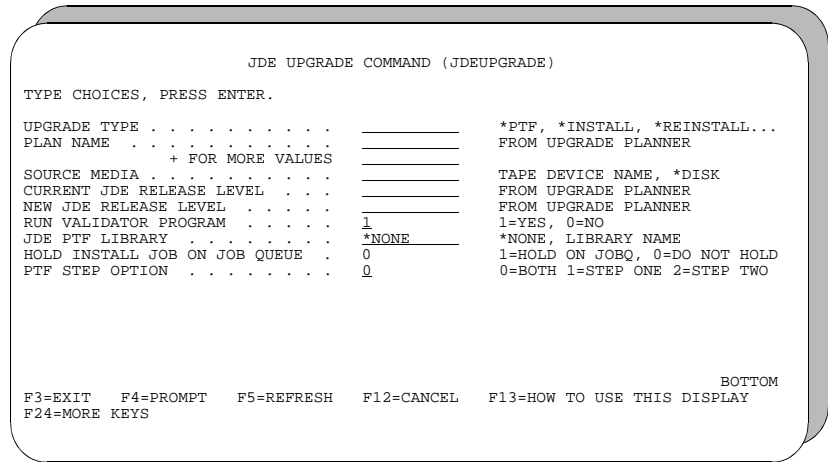 JDE UPGRADE COMMAND (JDEUPGRADE)
TYPE CHOICES, PRESS ENTER.
UPGRADE TYPE . . . . . . . . . . *PTF, *INSTALL, *REINSTALL...
PLAN NAME . . . . . . . . . . . FROM UPGRADE PLANNER
+ FOR MORE VALUES
SOURCE MEDIA . . . . . . . . . . TAPE DEVICE NAME, *DISK
CURRENT JDE RELEASE LEVEL . . . FROM UPGRADE PLANNER
NEW JDE RELEASE LEVEL . . . . . FROM UPGRADE PLANNER
RUN VALIDATOR PROGRAM . . . . . 1 1=YES, 0=NO
JDE PTF LIBRARY . . . . . . . . *NONE *NONE, LIBRARY NAME
HOLD INSTALL JOB ON JOB QUEUE . 0 1=HOLD ON JOBQ, 0=DO NOT HOLD
PTF STEP OPTION . . . . . . . . 0 0=BOTH 1=STEP ONE 2=STEP TWO
BOTTOM
F3=EXIT F4=PROMPT F5=REFRESH F12=CANCEL F13=HOW TO USE THIS DISPLAY
F24=MORE KEYS